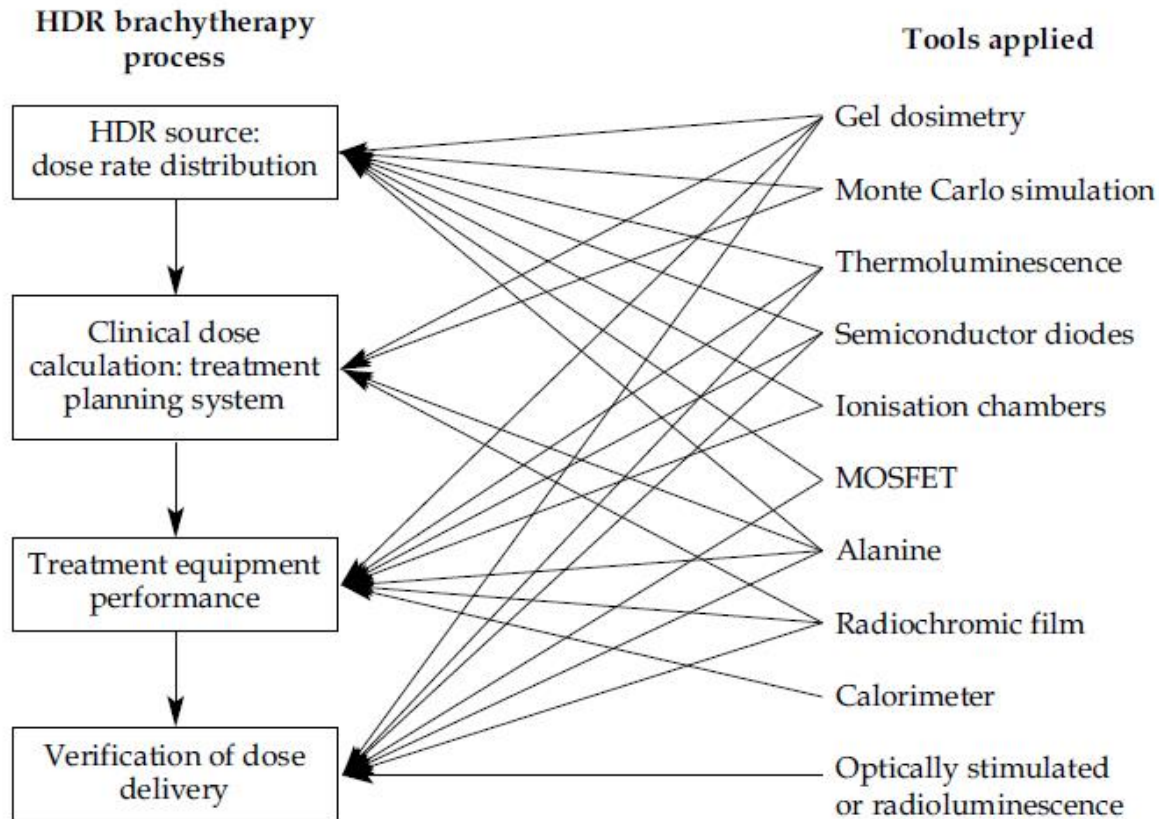 HDR brachytherapy
process
HDR source:
dose rate distribution
Clinical dose
calculation: treatment
planning system
Treatment equipment
performance
Verification of dose
delivery
Tools applied
Gel dosimetry
Monte Carlo simulation
Thermoluminescence
Semiconductor diodes
Ionisation chambers
MOSFET
Alanine
Radiochromic film
Calorimeter
Optically stimulated
or radioluminescence